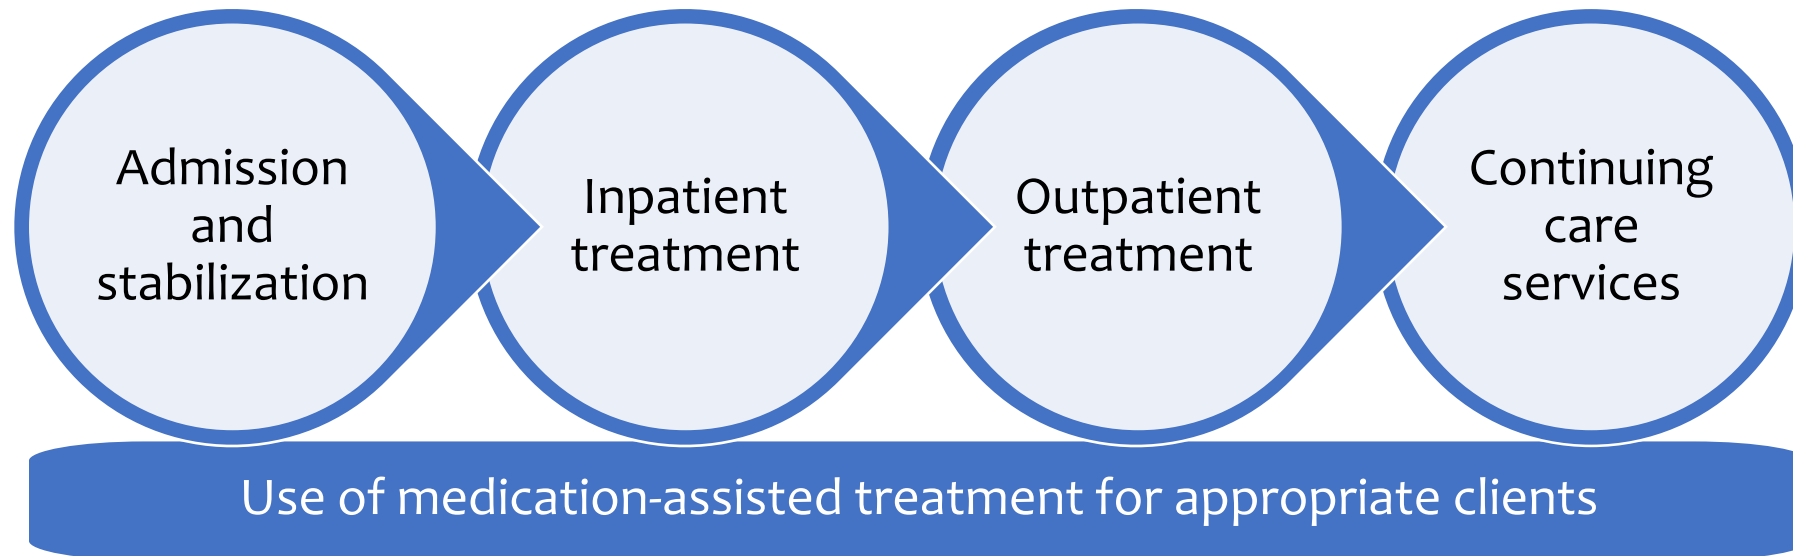 Admission
and
stabilization
Inpatient
treatment
Outpatient
treatment
Continuing
care
services
Use of medication-assisted treatment for appropriate clients